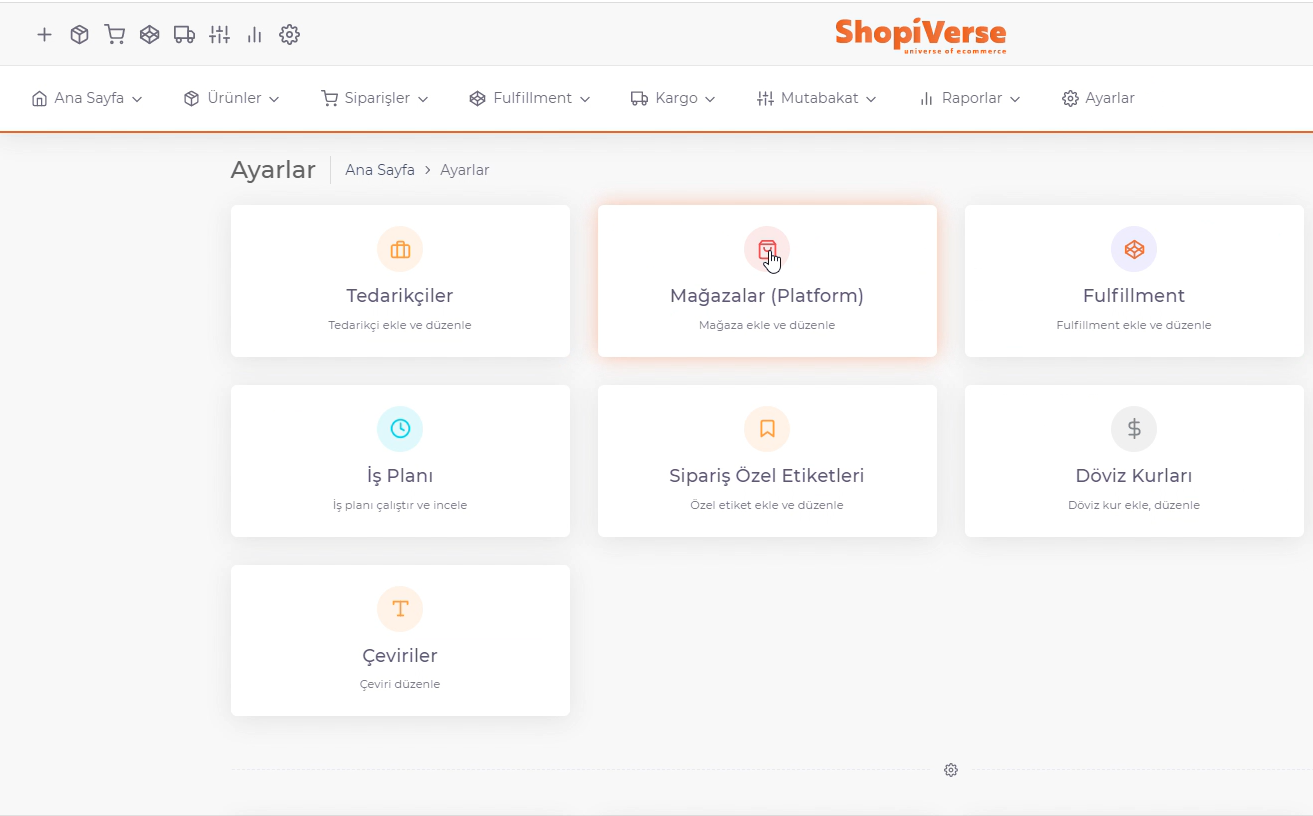 ShopiVerse
universe of ecommerce
Ana Sayfa
Ürünler
Siparişler
Fulfillment
Kargo
Mutabakat
Raporlar
Ayarlar
Ayarlar
Ana Sayfa > Ayarlar
Tedarikçiler
Tedarikçi ekle ve düzenle
Mağazalar (Platform)
Mağaza ekle ve düzenle
Fulfillment
Fulfillment ekle ve düzenle
İş Planı
İş planı çalıştır ve incele
Sipariş Özel Etiketleri
Özel etiket ekle ve düzenle
Döviz Kurları
Döviz kur ekle, düzenle
Çeviriler
Çeviri düzenle